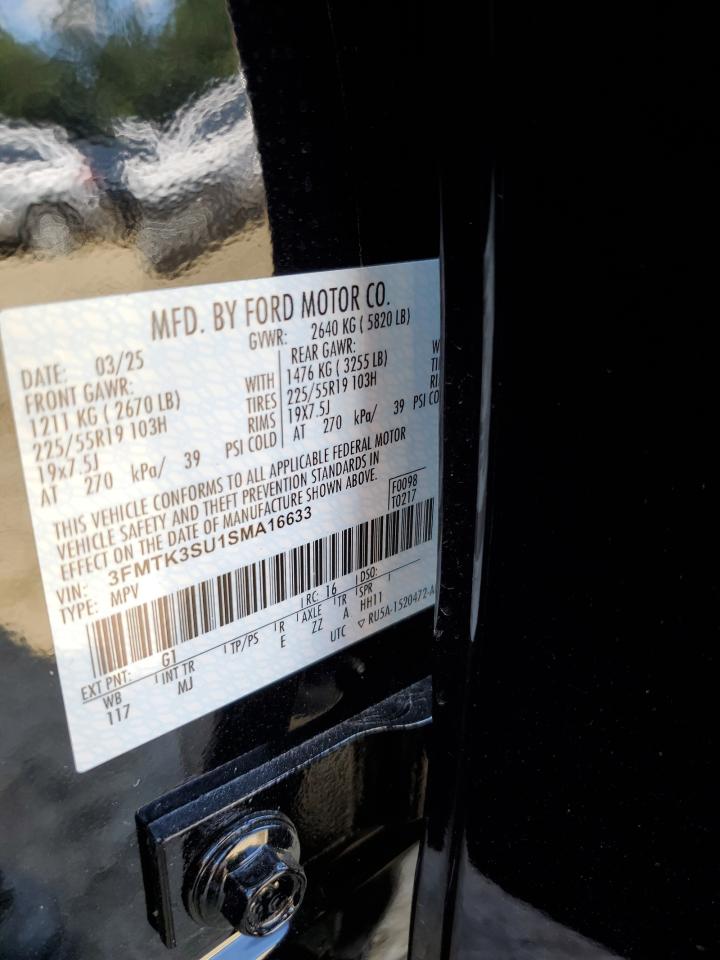 MFD. BY FORD MOTOR CO.
DATE: 03/25 GVWR: 2640 KG ( 5820 LB)
FRONT GAWR: REAR GAWR:
1211 KG ( 2670 LB) WITH 1476 KG ( 3255 LB) W
225/55R19 103H TIRES 225/55R19 103H TI
19x7.5J RIMS 19X7.5J RI
AT 270 kPa/ 39 PSI COLD AT 270 kPa/ 39 PSI CO
THIS VEHICLE CONFORMS TO ALL APPLICABLE FEDERAL MOTOR
VEHICLE SAFETY AND THEFT PREVENTION STANDARDS IN
EFFECT ON THE DATE OF MANUFACTURE SHOWN ABOVE.
F0098
T0217
VIN: 3FMTK3SU1SMA16633
TYPE: MPV
EXT PNT: G1 RC: 16 DSO:
WB INT TR TP/PS R AXLE TR SPR
117 MJ E ZZ A HH11
UTC ▽ RU5A-1520472-A